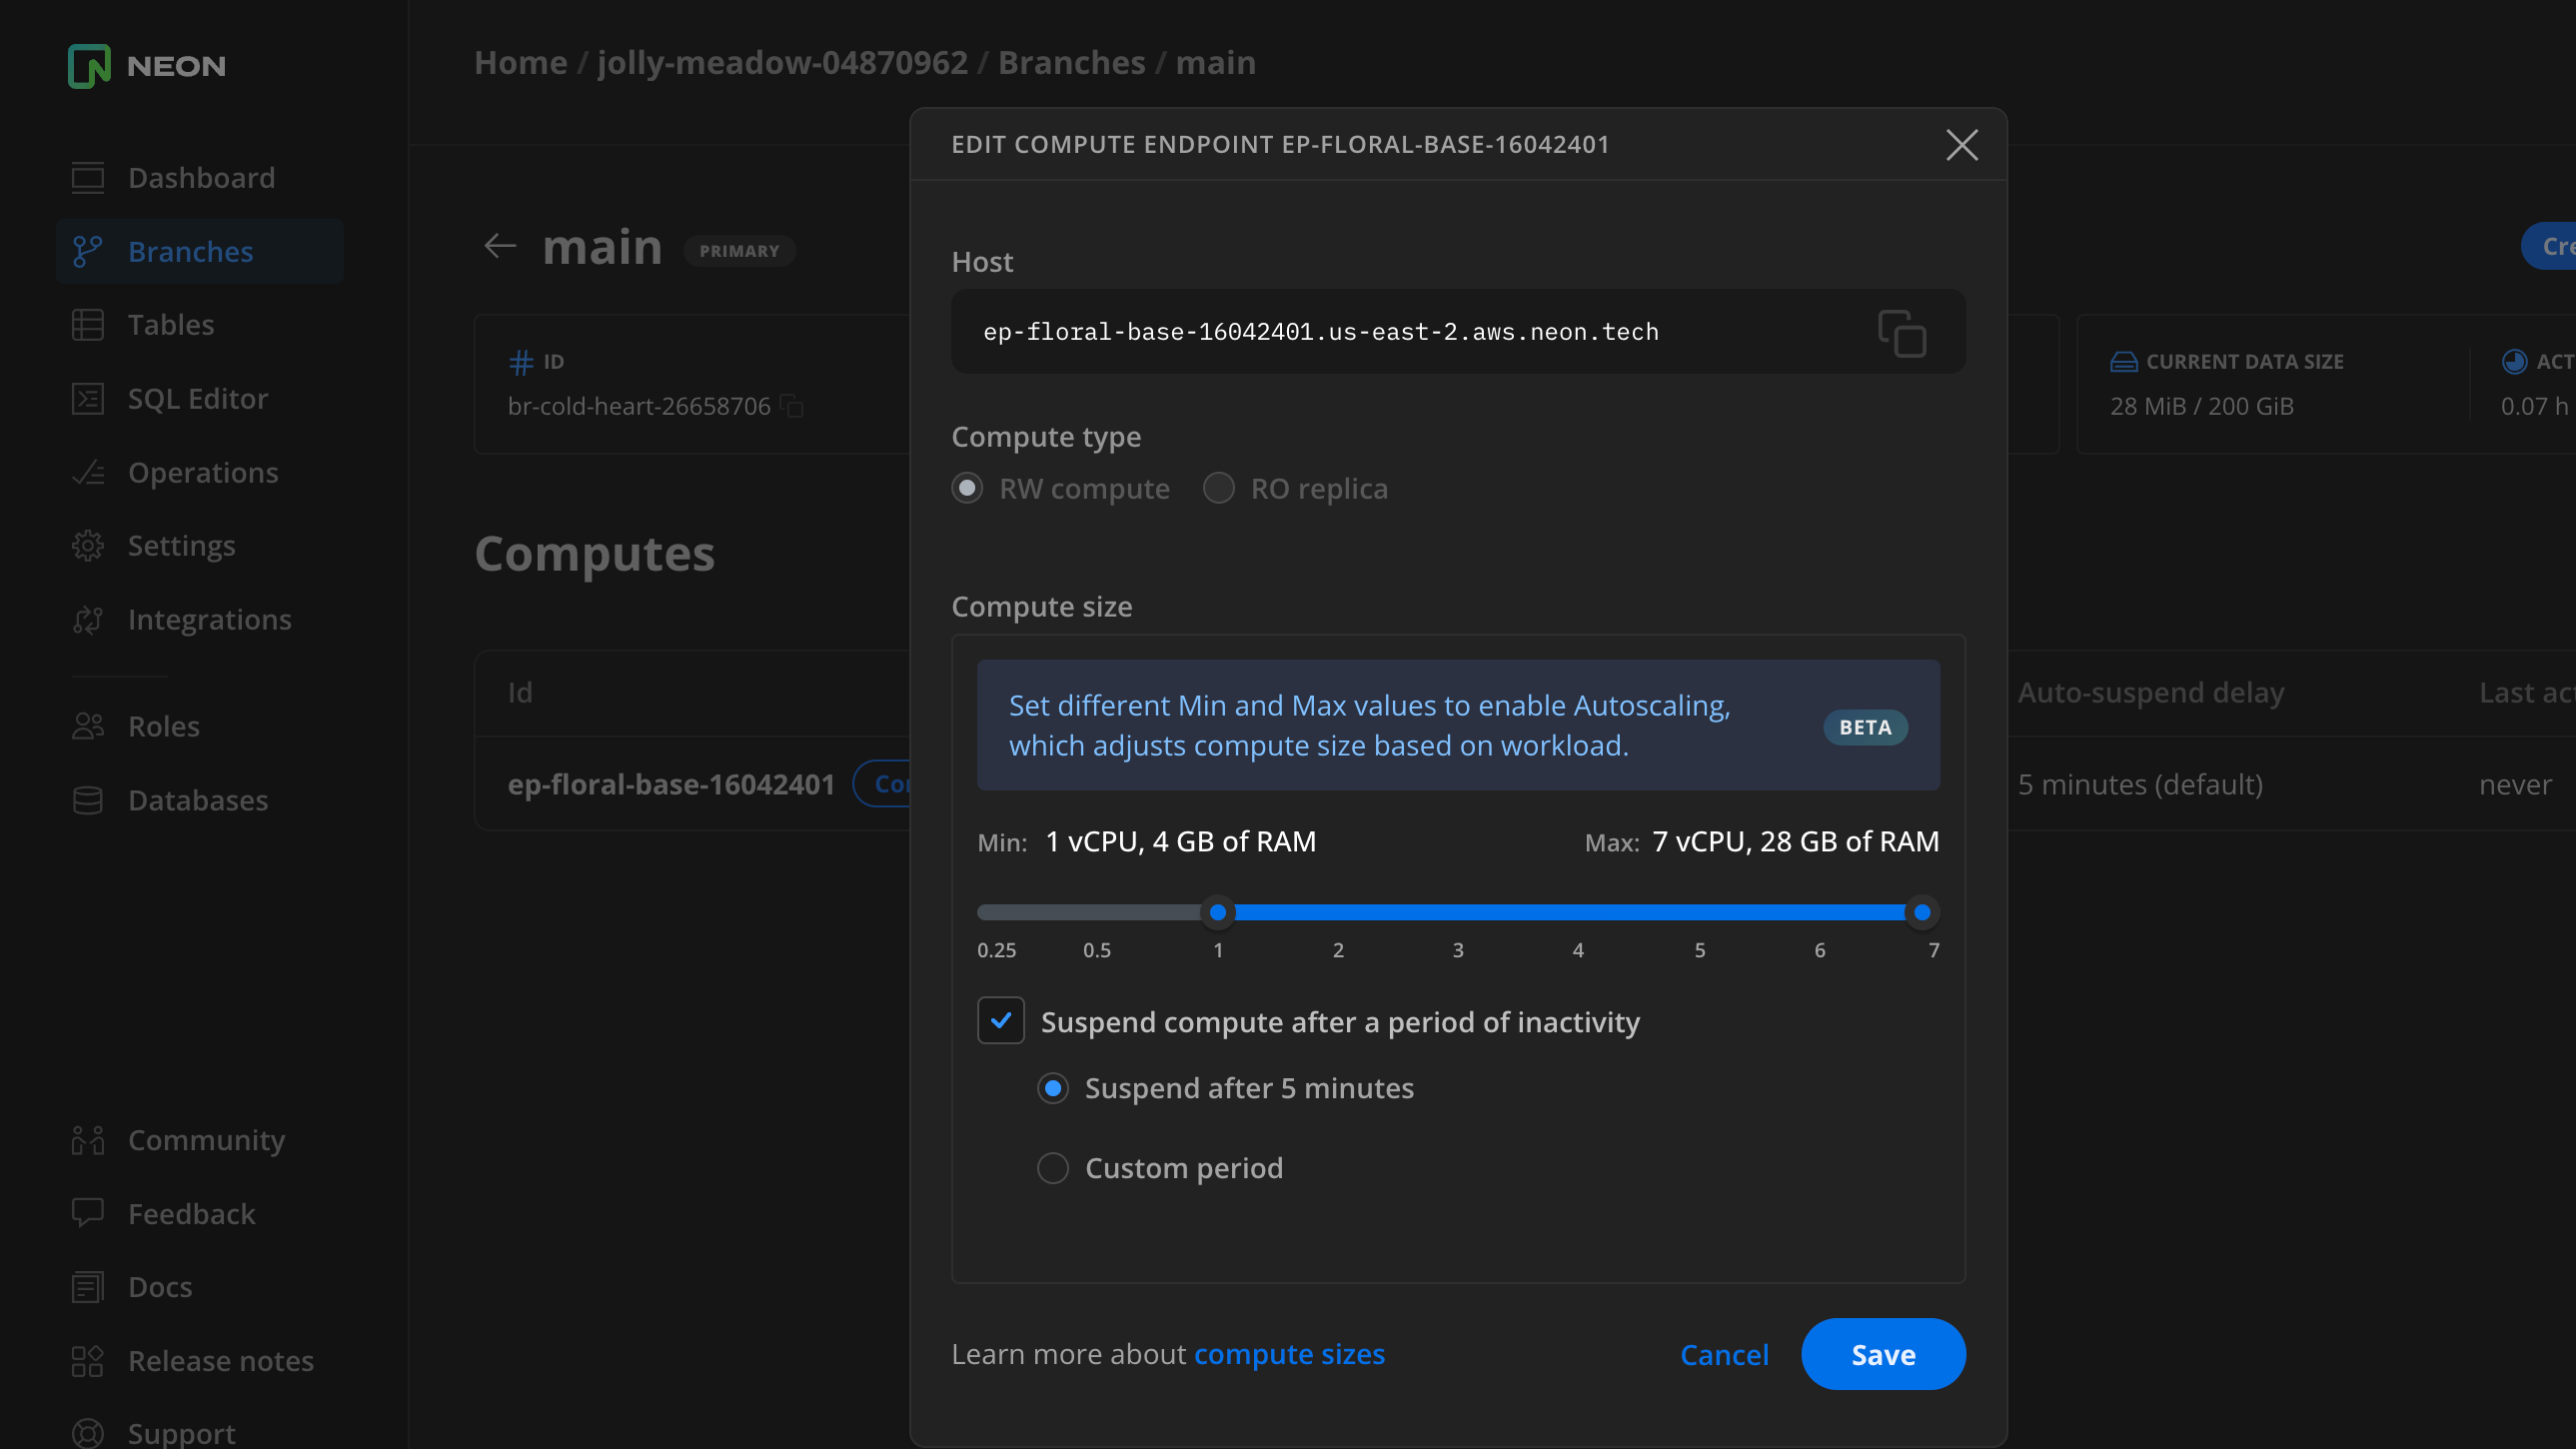 NEON
Home / jolly-meadow-04870962 / Branches / main
Dashboard
Branches
Tables
SQL Editor
Operations
Settings
Integrations
Roles
Databases
Community
Feedback
Docs
Release notes
Support
main PRIMARY
Cre
# ID
br-cold-heart-26658706
CURRENT DATA SIZE
28 MiB / 200 GiB
ACT
0.07 h
Computes
Id
Auto-suspend delay
Last act
ep-floral-base-16042401
Con
5 minutes (default)
never
EDIT COMPUTE ENDPOINT EP-FLORAL-BASE-16042401
Host
ep-floral-base-16042401.us-east-2.aws.neon.tech
Compute type
RW compute RO replica
Compute size
Set different Min and Max values to enable Autoscaling,
which adjusts compute size based on workload.
BETA
Min: 1 vCPU, 4 GB of RAM
Max: 7 vCPU, 28 GB of RAM
0.25 0.5 1 2 3 4 5 6 7
Suspend compute after a period of inactivity
Suspend after 5 minutes
Custom period
Learn more about compute sizes
Cancel
Save